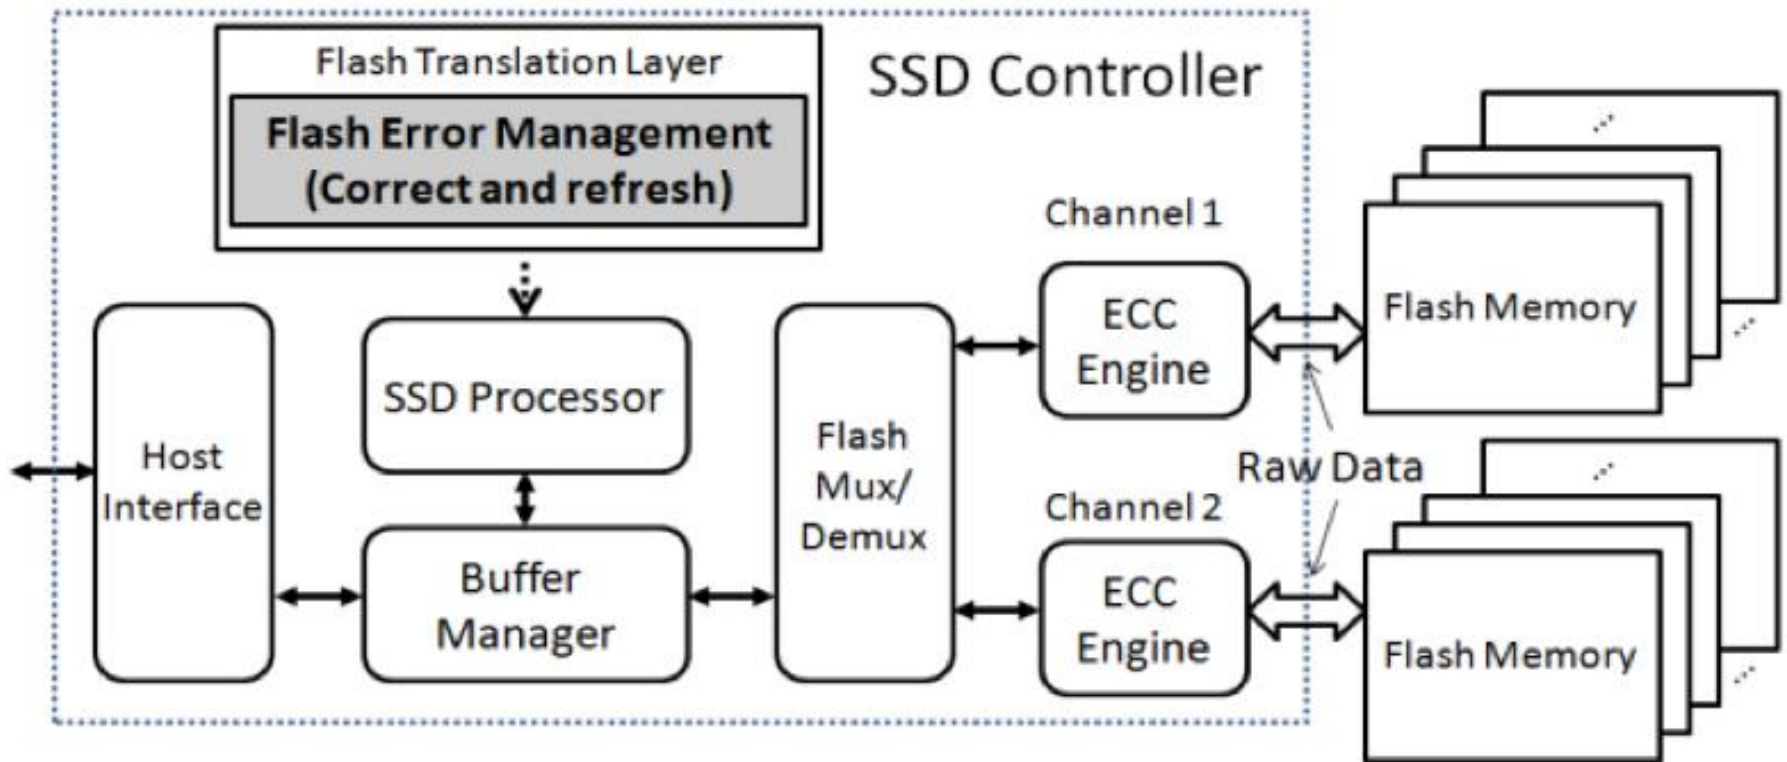 Flash Translation Layer
Flash Error Management
(Correct and refresh)
SSD Controller
Host
Interface
SSD Processor
Buffer
Manager
Flash
Mux/
Demux
Channel 1
ECC
Engine
Flash Memory
Raw Data
Channel 2
ECC
Engine
Flash Memory